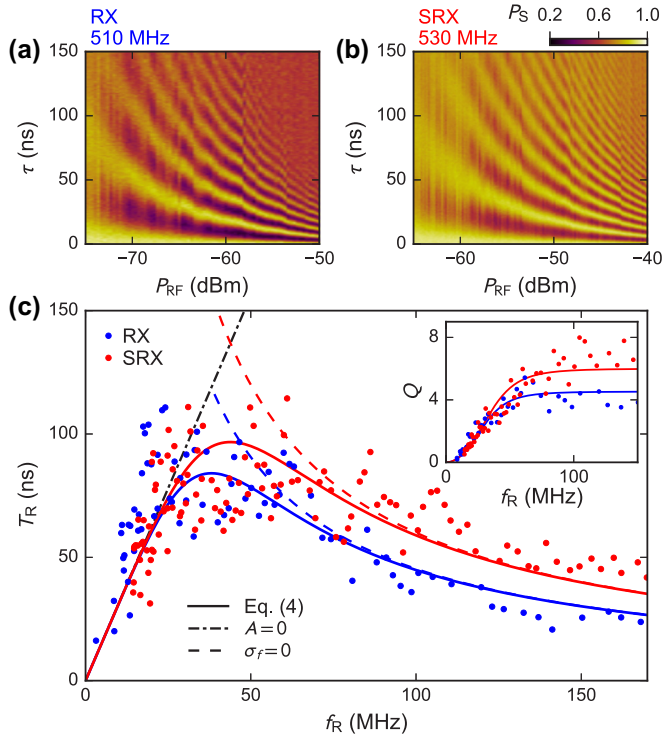 RX
510 MHz
SRX
530 MHz
P_S
0.2 0.6 1.0
(a)
(b)
150
100
50
0
τ (ns)
−70 −60 −50
P_RF (dBm)
150
100
50
0
τ (ns)
−60 −50 −40
P_RF (dBm)
(c)
150
100
50
0
T_R (ns)
RX
SRX
Eq. (4)
A=0
σ_f=0
0 50 100 150
f_R (MHz)
8
4
0
Q
0 100
f_R (MHz)